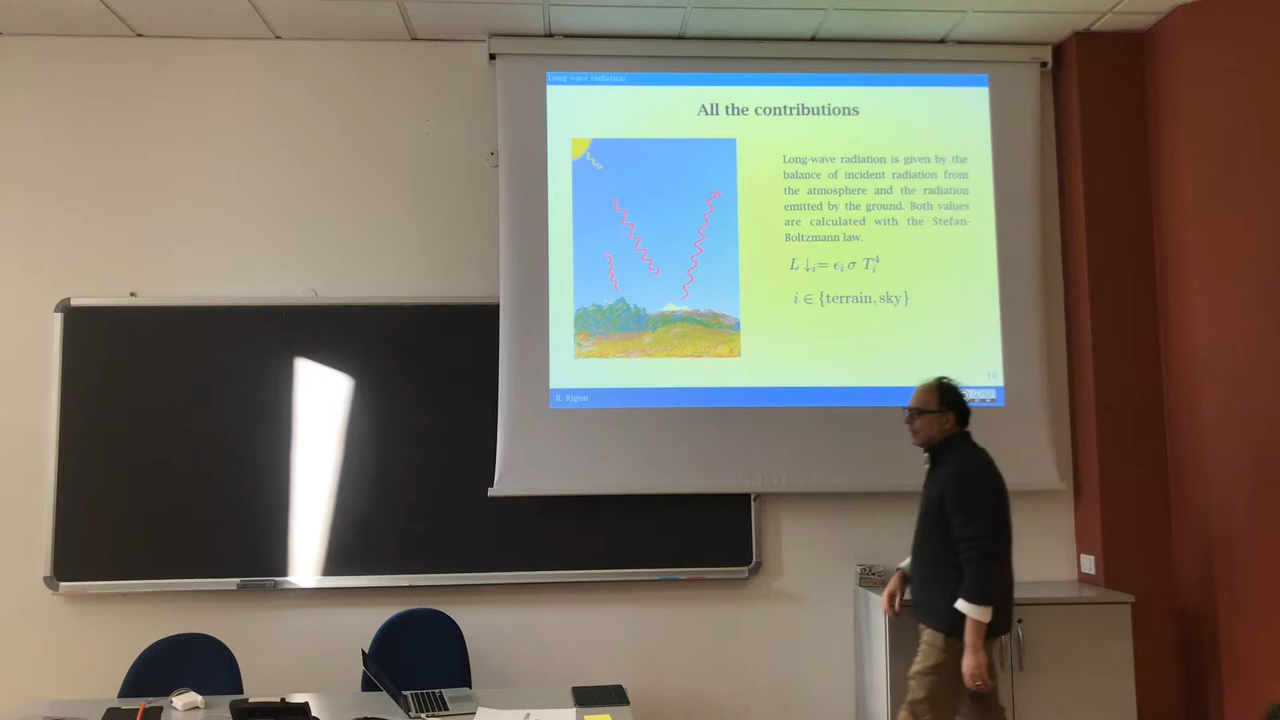 Long wave radiation
All the contributions
Long-wave radiation is given by the
balance of incident radiation from
the atmosphere and the radiation
emitted by the ground. Both values
are calculated with the Stefan-
Boltzmann law.
L ↓ᵢ= ϵᵢ σ Tᵢ⁴
i ∈ {terrain, sky}
R. Rigon